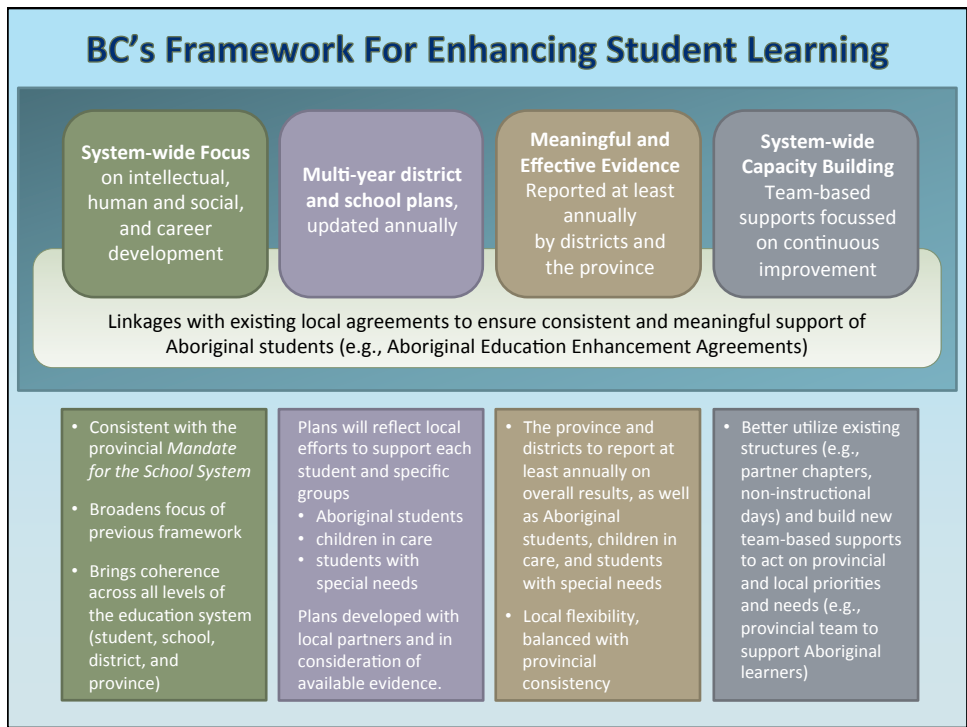 BC's Framework For Enhancing Student Learning
System-wide Focus
on intellectual,
human and social,
and career
development
Multi-year district
and school plans,
updated annually
Meaningful and
Effective Evidence
Reported at least
annually
by districts and
the province
System-wide
Capacity Building
Team-based
supports focussed
on continuous
improvement
Linkages with existing local agreements to ensure consistent and meaningful support of
Aboriginal students (e.g., Aboriginal Education Enhancement Agreements)
• Consistent with the
provincial Mandate
for the School System
• Broadens focus of
previous framework
• Brings coherence
across all levels of
the education system
(student, school,
district, and
province)
Plans will reflect local
efforts to support each
student and specific
groups
• Aboriginal students
• children in care
• students with
special needs
Plans developed with
local partners and in
consideration of
available evidence.
• The province and
districts to report at
least annually on
overall results, as well
as Aboriginal
students, children in
care, and students
with special needs
• Local flexibility,
balanced with
provincial
consistency
• Better utilize existing
structures (e.g.,
partner chapters,
non-instructional
days) and build new
team-based supports
to act on provincial
and local priorities
and needs (e.g.,
provincial team to
support Aboriginal
learners)